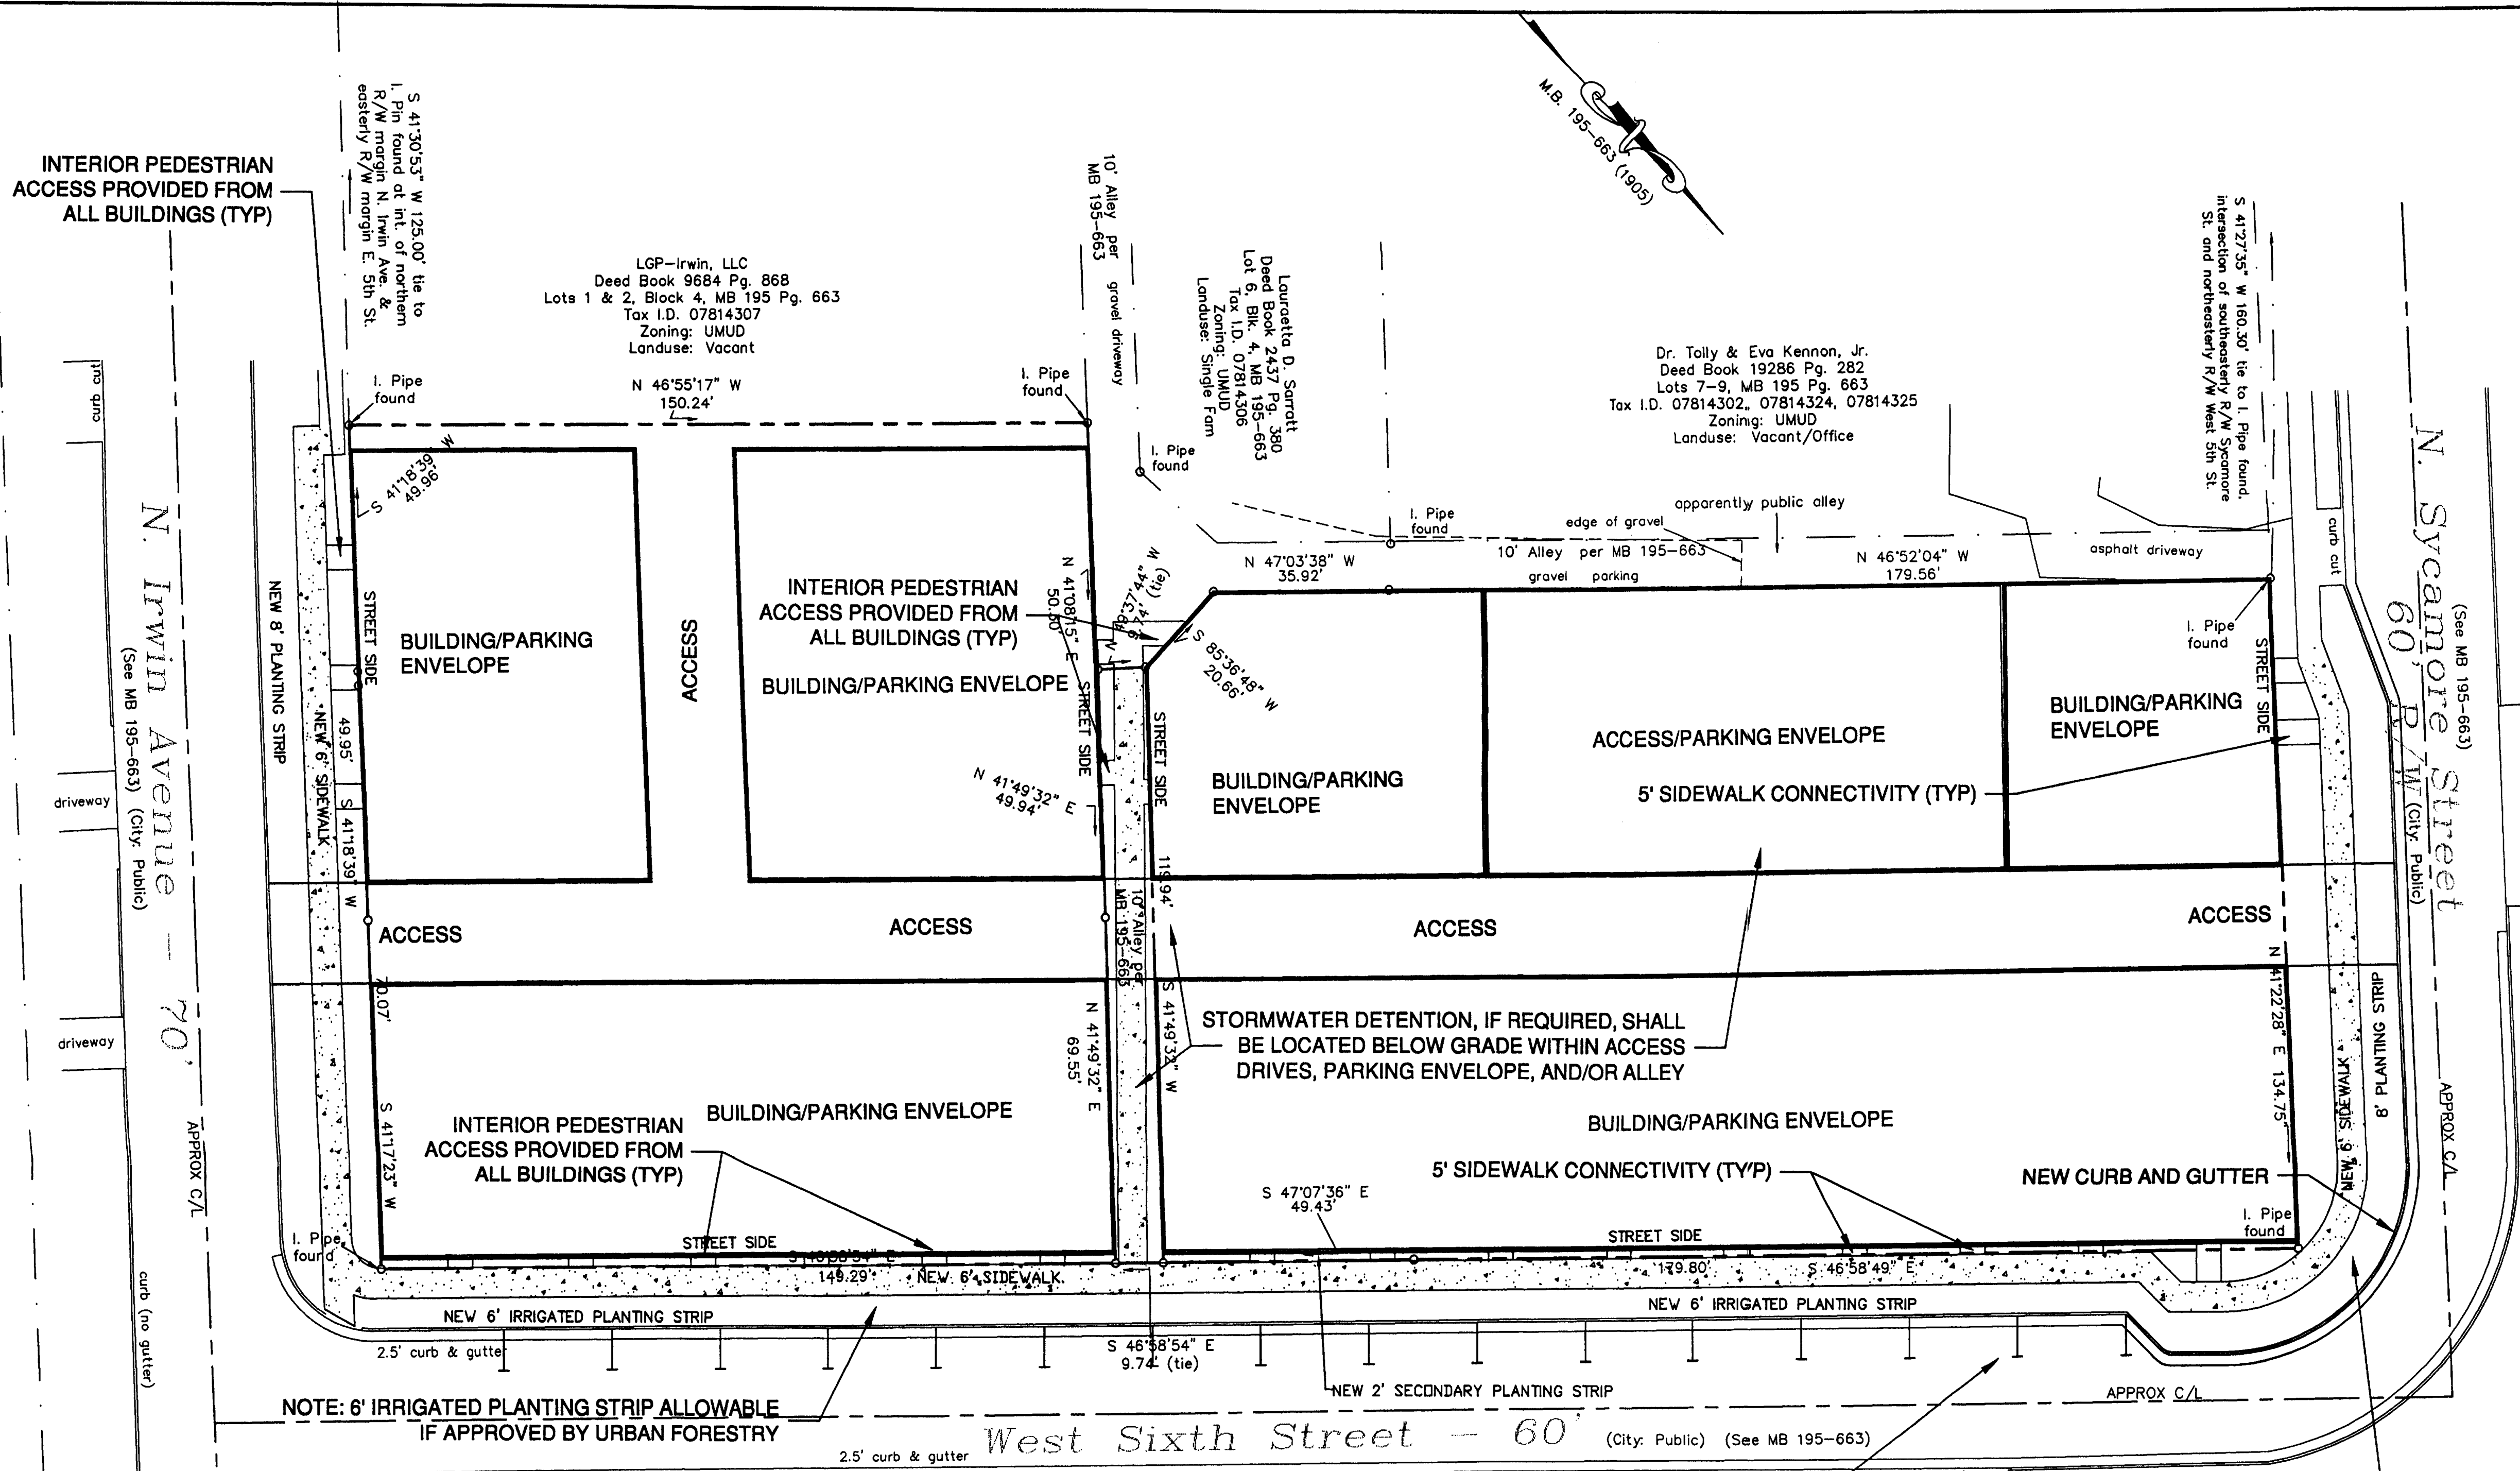 INTERIOR PEDESTRIAN
ACCESS PROVIDED FROM
ALL BUILDINGS (TYP)
S 41°30'53" W 125.00' tie to
I. Pin found at int. of northern
R/W margin N. Irwin Ave. &
easterly R/W margin E. 5th St.
LGP-Irwin, LLC
Deed Book 9684 Pg. 868
Lots 1 & 2, Block 4, MB 195 Pg. 663
Tax I.D. 07814307
Zoning: UMUD
Landuse: Vacant
N 46°55'17" W
150.24'
I. Pipe
found
I. Pipe
found
10' Alley per
MB 195-663
gravel driveway
Lauraetta D. Sarratt
Deed Book 2437 Pg. 380
Lot 6, Blk. 4, MB 195-663
Tax I.D. 07814306
Zoning: UMUD
Landuse: Single Fam
M.B. 195-663 (1905)
Dr. Tolly & Eva Kennon, Jr.
Deed Book 19286 Pg. 282
Lots 7-9, MB 195 Pg. 663
Tax I.D. 07814302,, 07814324, 07814325
Zoning: UMUD
Landuse: Vacant/Office
S 41°27'35" W 160.30' tie to I. Pipe found.
intersection of southeasterly R/W Sycamore
St. and northeasterly R/W West 5th St.
curb cut
I. Pipe
found
I. Pipe
found
edge of gravel
apparently public alley
10' Alley per MB 195-663
gravel parking
N 47°03'38" W
35.92'
N 46°52'04" W
179.56'
asphalt driveway
curb cut
N. Sycamore Street
60' R/W (City: Public)
(See MB 195-663)
I. Pipe
found
S 41°18'39" W
49.96'
N. Irwin Avenue - 70'
(See MB 195-663) (City: Public)
NEW 8' PLANTING STRIP
NEW 6' SIDEWALK
STREET SIDE
49.95'
S 41°18'39" W
BUILDING/PARKING
ENVELOPE
ACCESS
INTERIOR PEDESTRIAN
ACCESS PROVIDED FROM
ALL BUILDINGS (TYP)
BUILDING/PARKING ENVELOPE
N 41°08'15" E
9.74' (tie)
S 85°36'48" W
20.66'
STREET SIDE
STREET SIDE
N 41°49'32" E
49.94'
BUILDING/PARKING
ENVELOPE
ACCESS/PARKING ENVELOPE
5' SIDEWALK CONNECTIVITY (TYP)
BUILDING/PARKING
ENVELOPE
STREET SIDE
driveway
driveway
119.94'
10' Alley per
MB 195-663
ACCESS
ACCESS
ACCESS
ACCESS
70.07'
S 41°17'23" W
N 41°49'32" E
69.55'
S 41°49'32" W
STORMWATER DETENTION, IF REQUIRED, SHALL
BE LOCATED BELOW GRADE WITHIN ACCESS
DRIVES, PARKING ENVELOPE, AND/OR ALLEY
N 41°22'28" E 134.75'
NEW 6' SIDEWALK
8' PLANTING STRIP
APPROX C/L
APPROX C/L
INTERIOR PEDESTRIAN
ACCESS PROVIDED FROM
ALL BUILDINGS (TYP)
BUILDING/PARKING ENVELOPE
BUILDING/PARKING ENVELOPE
5' SIDEWALK CONNECTIVITY (TYP)
NEW CURB AND GUTTER
S 47°07'36" E
49.43'
I. Pipe
found
I. Pipe
found
STREET SIDE
STREET SIDE
S 46°58'54" E
149.29'
NEW 6' SIDEWALK
179.80'
S 46°58'49" E
NEW 6' IRRIGATED PLANTING STRIP
NEW 6' IRRIGATED PLANTING STRIP
curb (no gutter)
2.5' curb & gutter
S 46°58'54" E
9.74' (tie)
NEW 2' SECONDARY PLANTING STRIP
APPROX C/L
NOTE: 6' IRRIGATED PLANTING STRIP ALLOWABLE
IF APPROVED BY URBAN FORESTRY
West Sixth Street - 60' (City: Public) (See MB 195-663)
2.5' curb & gutter